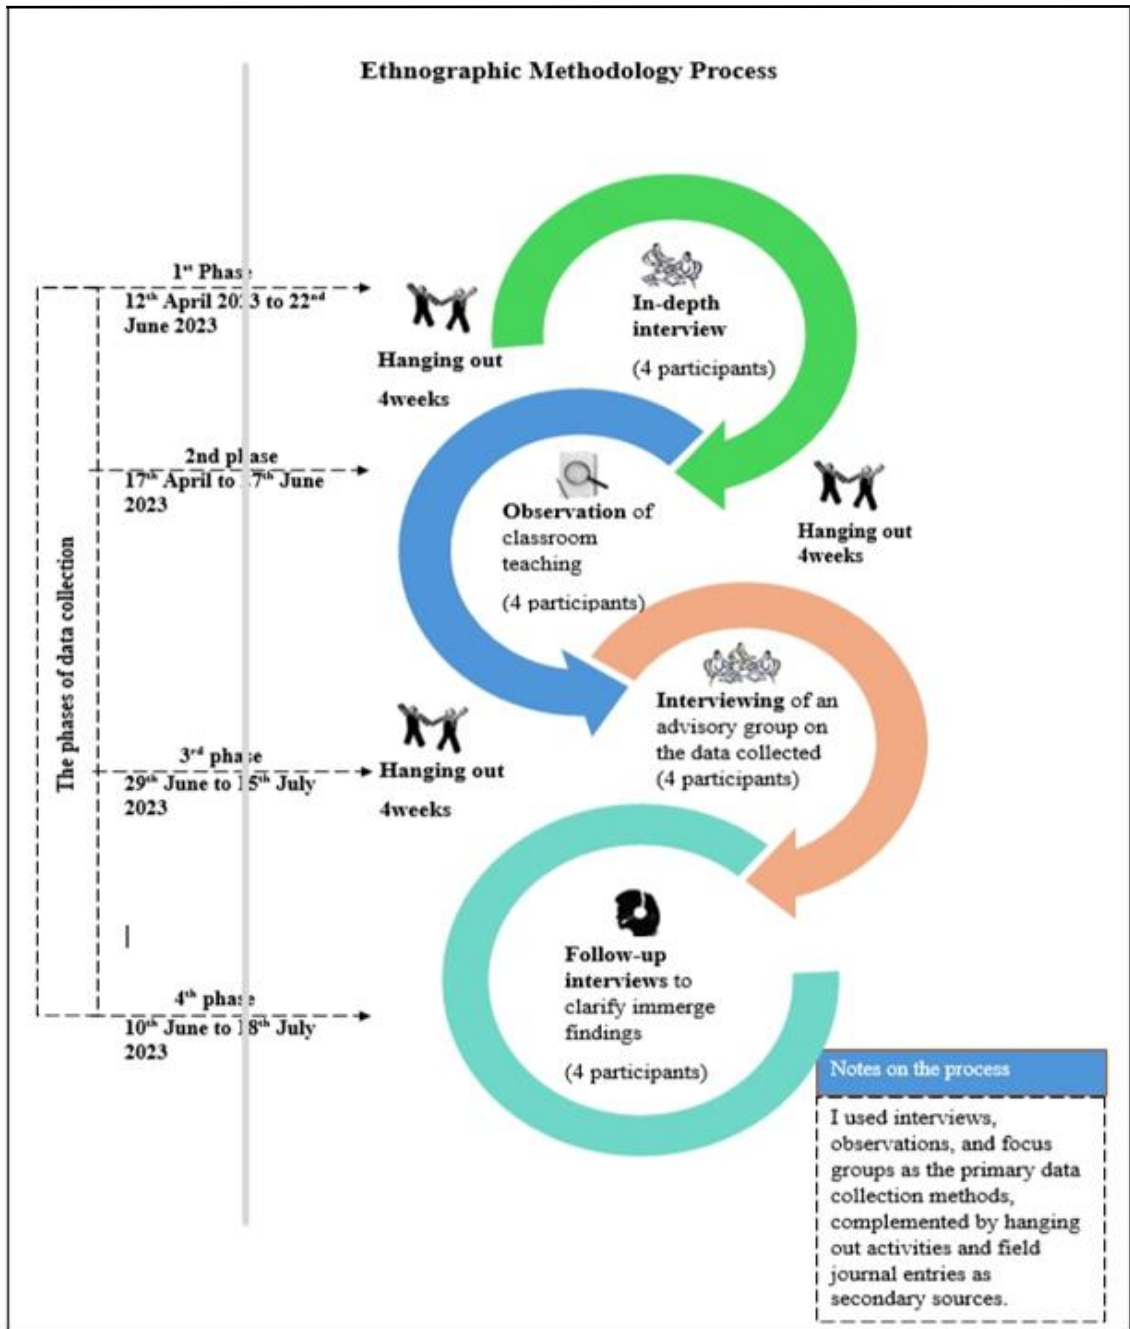 Ethnographic Methodology Process
1st Phase
12th April 2023 to 22nd
June 2023
Hanging out
4weeks
In-depth
interview
(4 participants)
2nd phase
17th April to June
2023
Observation of
classroom
teaching
(4 participants)
Hanging out
4weeks
The phases of data collection
3rd phase
29th June to 15th July
2023
Hanging out
4weeks
Interviewing of an
advisory group on
the data collected
(4 participants)
4th phase
10th June to 18th July
2023
Follow-up
interviews to
clarify immerge
findings
(4 participants)
Notes on the process
I used interviews,
observations, and focus
groups as the primary data
collection methods,
complemented by hanging
out activities and field
journal entries as
secondary sources.